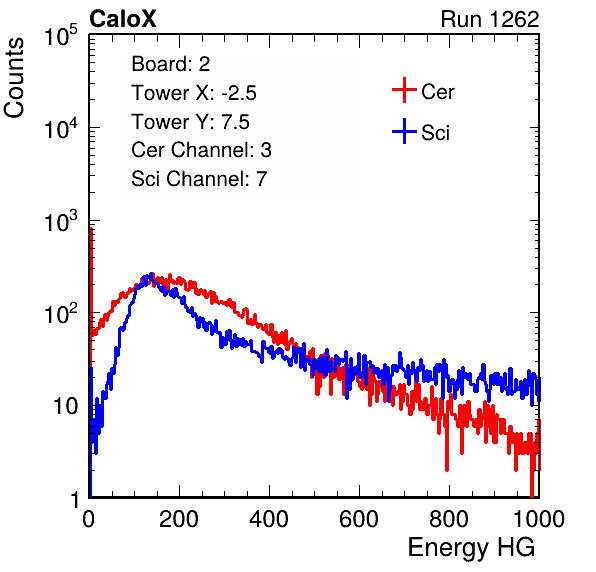 CaloX Run 1262
Counts
10^5
10^4
10^3
10^2
10
1
Board: 2
Tower X: -2.5
Tower Y: 7.5
Cer Channel: 3
Sci Channel: 7
Cer
Sci
0 200 400 600 800 1000
Energy HG